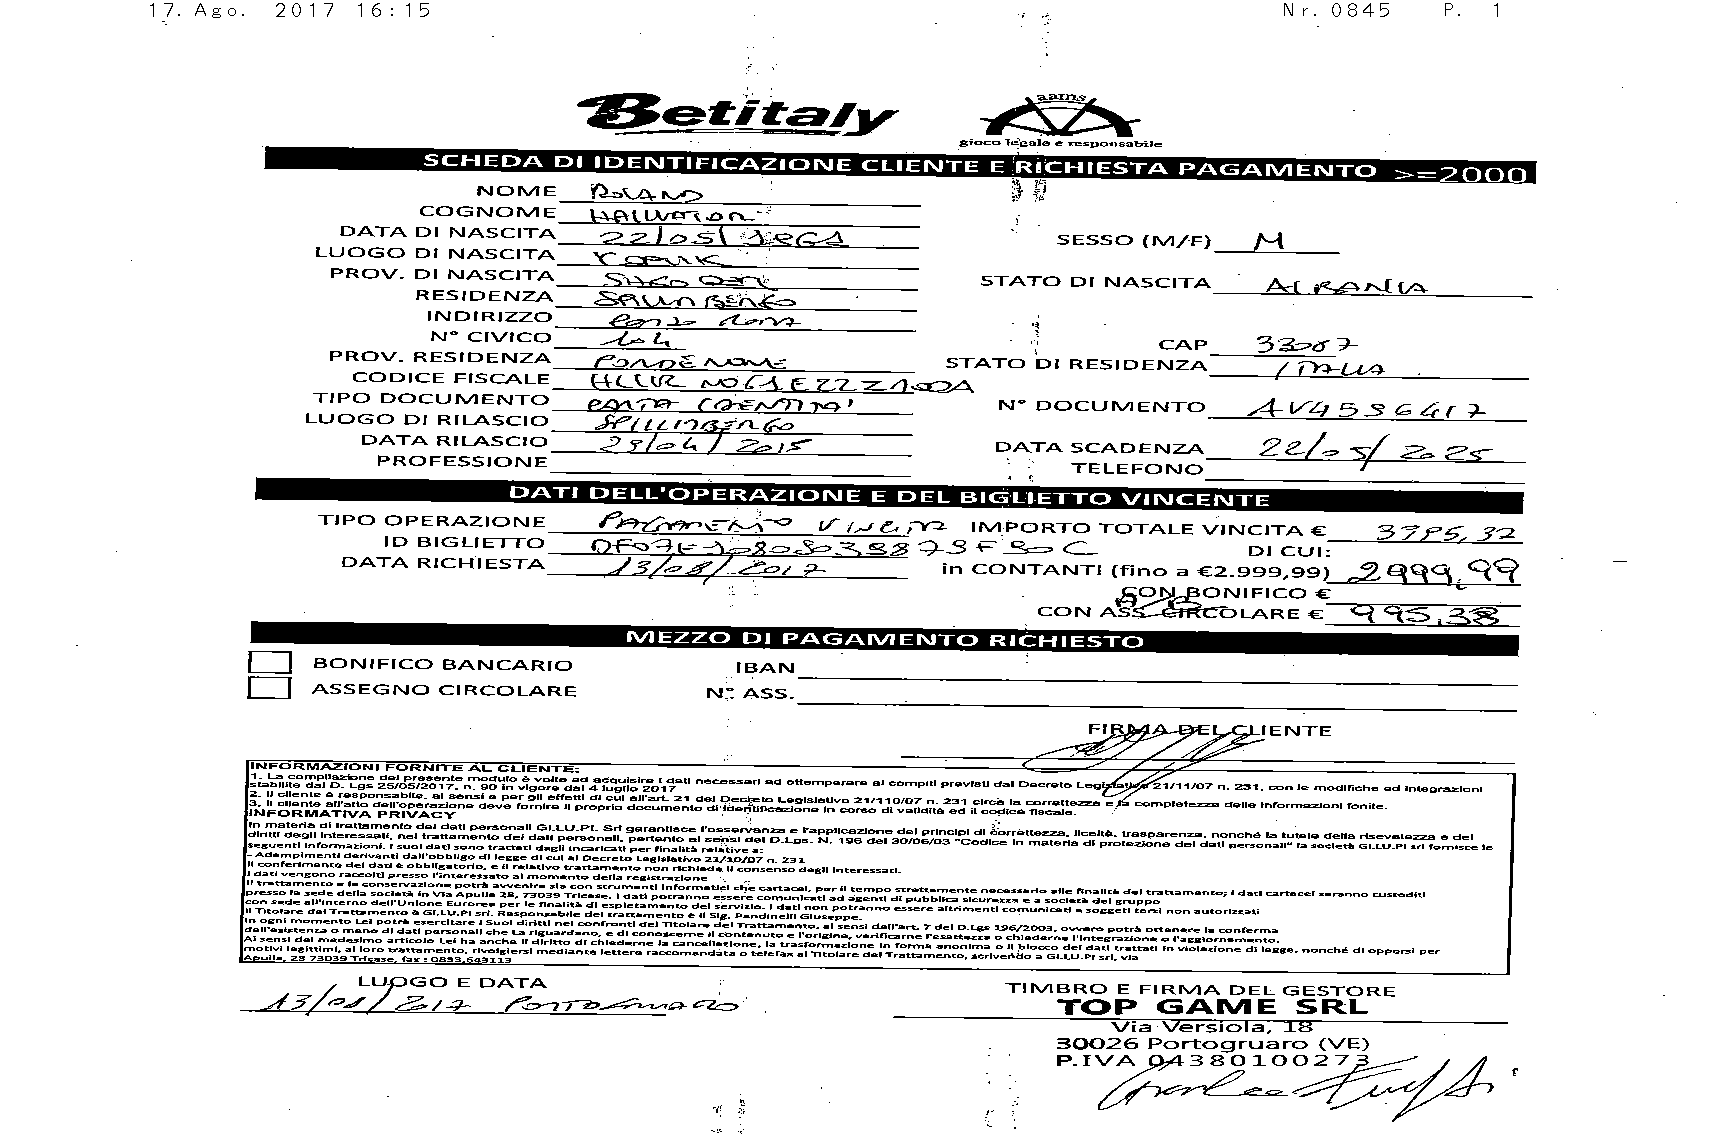 17. Ago. 2017 16:15 Nr. 0845 P. 1
Betitaly
aams
gioco legale e responsabile
SCHEDA DI IDENTIFICAZIONE CLIENTE E RICHIESTA PAGAMENTO >=2000
NOME ROLAND
COGNOME
DATA DI NASCITA 22/05/ SESSO (M/F) M
LUOGO DI NASCITA
PROV. DI NASCITA STATO DI NASCITA ALBANIA
RESIDENZA
INDIRIZZO
N° CIVICO 104 CAP
PROV. RESIDENZA PORDENONE STATO DI RESIDENZA ITALIA
CODICE FISCALE
TIPO DOCUMENTO N° DOCUMENTO
LUOGO DI RILASCIO SPILIMBERGO
DATA RILASCIO DATA SCADENZA 22/05/2025
PROFESSIONE TELEFONO
DATI DELL'OPERAZIONE E DEL BIGLIETTO VINCENTE
TIPO OPERAZIONE PAGAMENTO VINCITA IMPORTO TOTALE VINCITA €
ID BIGLIETTO DI CUI:
DATA RICHIESTA 13/08/2017 in CONTANTI (fino a €2.999,99) 2999,99
CON BONIFICO €
CON ASS. CIRCOLARE € 995,38
MEZZO DI PAGAMENTO RICHIESTO
BONIFICO BANCARIO IBAN
ASSEGNO CIRCOLARE N° ASS.
FIRMA DEL CLIENTE
INFORMAZIONI FORNITE AL CLIENTE:
1. La compilazione del presente modulo è volta ad acquisire i dati necessari ad ottemperare ai compiti previsti dal Decreto Legislativo 21/11/07 n. 231, con le modifiche ed integrazioni
stabilite dal D. Lgs 25/05/2017, n. 90 in vigore dal 4 luglio 2017
2. Il cliente è responsabile, ai sensi e per gli effetti di cui all'art. 21 del Decreto Legislativo 21/110/07 n. 231 circa la correttezza e la completezza delle informazioni fonite.
3. Il cliente all'atto dell'operazione deve fornire il proprio documento di identificazione in corso di validità ed il codice fiscale.
INFORMATIVA PRIVACY
In materia di trattamento dei dati personali GI.LU.PI. Srl garantisce l'osservanza e l'applicazione dei principi di correttezza, liceità, trasparenza, nonché la tutela della risevatezza e dei
diritti degli interessati, nel trattamento dei dati personali, pertanto ai sensi del D.Lgs. N. 196 del 30/06/03 "Codice in materia di protezione dei dati personali" la società GI.LU.PI srl fornisce le
seguenti informazioni. I suoi dati sono trattati dagli incaricati per finalità relative a:
- Adempimenti derivanti dall'obbligo di legge di cui al Decreto Legislativo 21/10/07 n. 231
Il conferimento dei dati è obbligatorio, e il relativo trattamento non richiede il consenso degli interessati.
I dati vengono raccolti presso l'interessato al momento della registrazione
Il trattamento e la conservazione potrà avvenire sia con strumenti informatici che cartacei, per il tempo strettamente necessario alle finalità del trattamento; i dati cartacei saranno custoditi
presso la sede della società in Via Apulia 28, 73039 Tricase. I dati potranno essere comunicati ad agenti di pubblica sicurezza e a società del gruppo
con sede all'interno dell'Unione Europea per le finalità di espletamento del servizio. I dati non potranno essere altrimenti comunicati a soggeti terzi non autorizzati
Il Titolare del Trattamento è GI.LU.PI srl. Responsabile del trattamento è il Sig. Pandinelli Giuseppe.
In ogni momento Lei potrà esercitare i Suoi diritti nei confronti del Titolare del Trattamento, ai sensi dall'art. 7 del D.Lgs 196/2003, ovvero potrà ottenere la conferma
dell'esistenza o meno di dati personali che La riguardano, e di conoscerne il contenuto e l'origine, verificarne l'esattezza o chiederne l'integrazione o l'aggiornamento.
Ai sensi del medesimo articolo Lei ha anche il diritto di chiederne la cancellazione, la trasformazione in forma anonima o il blocco dei dati trattati in violazione di legge, nonché di opporsi per
motivi legittimi, al loro trattamento, rivolgersi mediante lettera raccomandata o telefax al Titolare del Trattamento, scrivendo a GI.LU.PI srl, via
Apulia, 28 73039 Tricase, fax : 0833,643113
LUOGO E DATA
13/08/2017 PORTOGRUARO
TIMBRO E FIRMA DEL GESTORE
TOP GAME SRL
Via Versiola, 18
30026 Portogruaro (VE)
P.IVA 04380100273